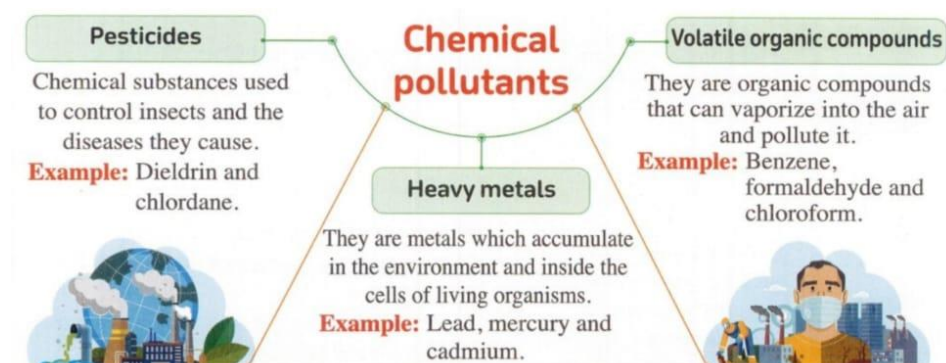 Chemical
pollutants
Pesticides
Chemical substances used
to control insects and the
diseases they cause.
Example: Dieldrin and
chlordane.
Heavy metals
They are metals which accumulate
in the environment and inside the
cells of living organisms.
Example: Lead, mercury and
cadmium.
Volatile organic compounds
They are organic compounds
that can vaporize into the air
and pollute it.
Example: Benzene,
formaldehyde and
chloroform.